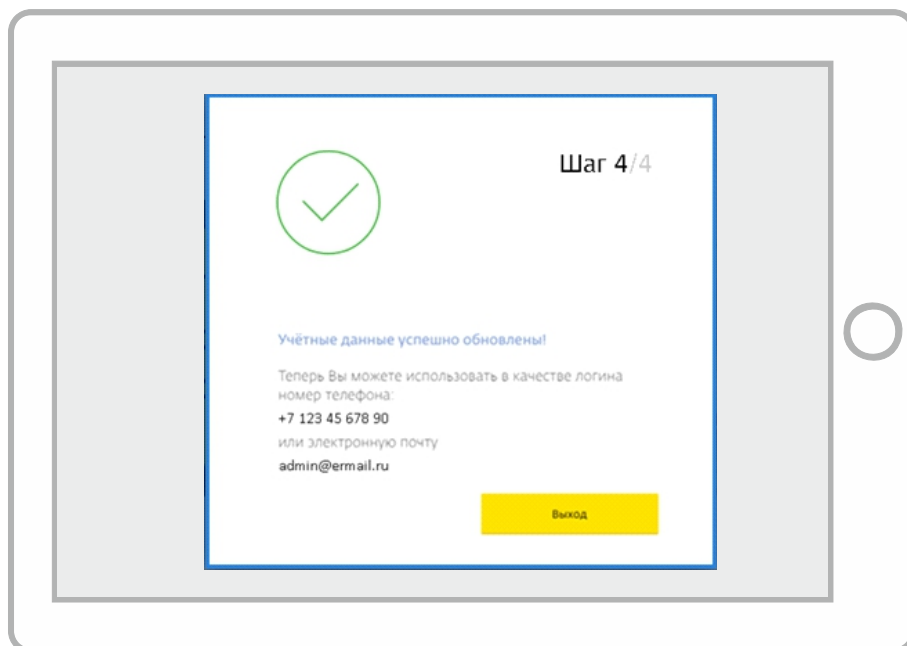 Шаг 4/4
Учётные данные успешно обновлены!
Теперь Вы можете использовать в качестве логина
номер телефона:
+7 123 45 678 90
или электронную почту
admin@ermail.ru
Выход